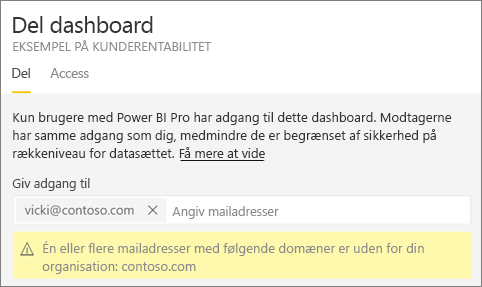 Del dashboard
EKSEMPEL PÅ KUNDERENTABILITET
Del Access
Kun brugere med Power BI Pro har adgang til dette dashboard. Modtagerne
har samme adgang som dig, medmindre de er begrænset af sikkerhed på
rækkeniveau for datasættet. Få mere at vide
Giv adgang til
vicki@contoso.com × Angiv mailadresser
Én eller flere mailadresser med følgende domæner er uden for din
organisation: contoso.com